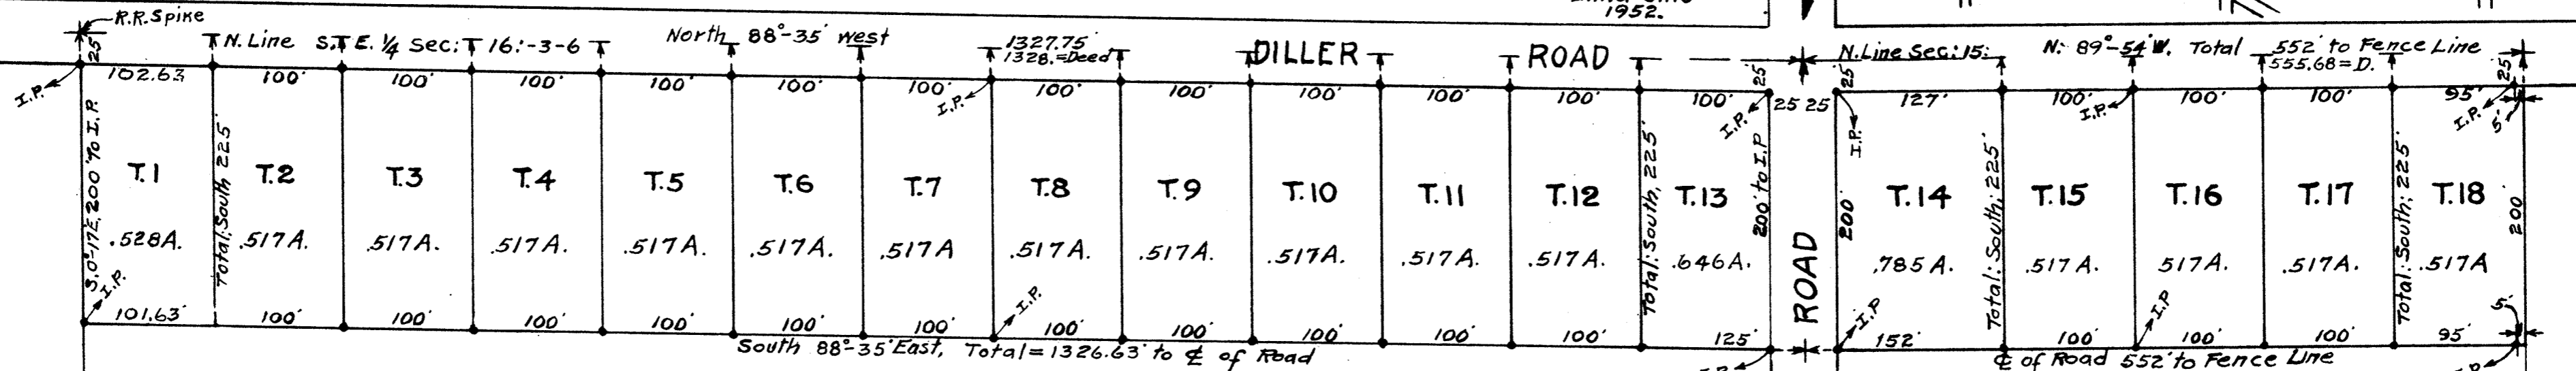 1952.
R.R. Spike
25'
N. Line S. E. 1/4 Sec: 16:-3-6
North 88°-35' West
1327.75'
1328.=Deed
DILLER ROAD
N. Line Sec: 15:
N: 89°-54' W. Total 552' to Fence Line
555.68=D.
25' 25' 25'
I.P. 102.63 100' 100' 100' 100' 100' 100' I.P. 100' 100' 100' 100' 100' 100' I.P. 25 25 I.P. 127' 100' I.P. 100' 100' 95' I.P. 5'
S.0°-17'E. 200' to I.P.
Total: South 225'
Total: South, 225'
200' to I.P
200'
Total: South: 225'
Total: South; 225'
200'
T.1 T.2 T.3 T.4 T.5 T.6 T.7 T.8 T.9 T.10 T.11 T.12 T.13 T.14 T.15 T.16 T.17 T.18
.528A. .517A. .517A. .517A. .517A. .517A. .517A .517A. .517A. .517A. .517A. .517A. .646A. .785A. .517A. 517A. .517A. .517A
ROAD
I.P. I.P. I.P I.P 5'
101.63' 100' 100' 100' 100' 100' 100' 100' 100' 100' 100' 100' 125' 152' 100' 100' 100' 95'
South 88°-35' East, Total=1326.63' to ℄ of Road
℄ of Road 552' to Fence Line